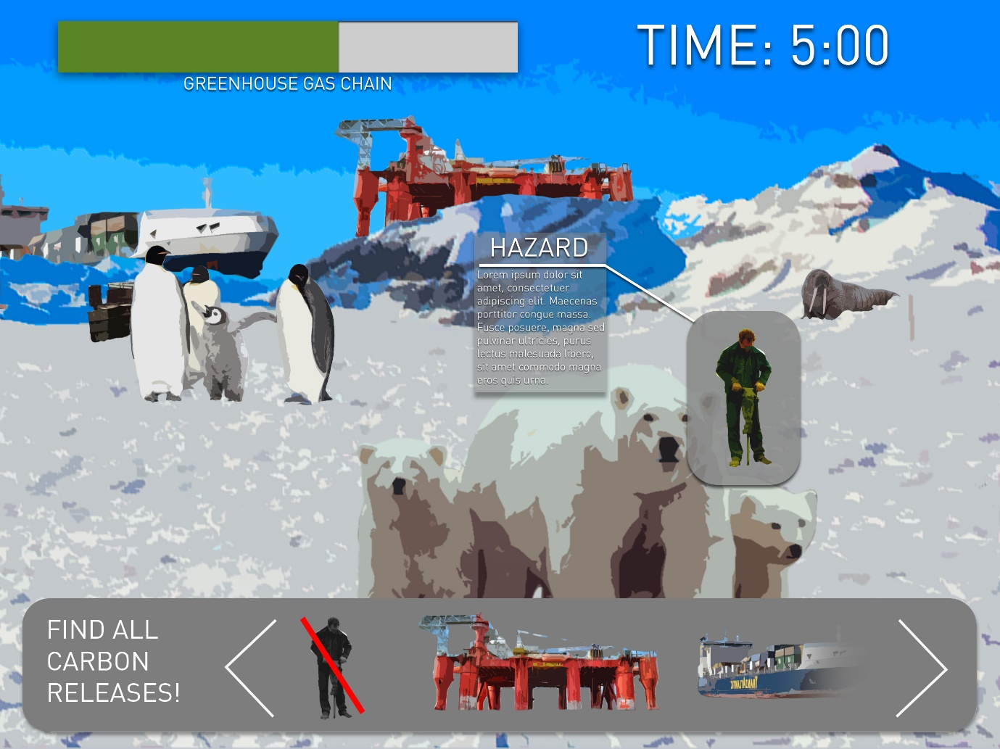 TIME: 5:00
GREENHOUSE GAS CHAIN
HAZARD
Lorem ipsum dolor sit
amet, consectetuer
adipiscing elit. Maecenas
porttitor congue massa.
Fusce posuere, magna sed
pulvinar ultricies, purus
lectus malesuada libero,
sit amet commodo magna
eros quis urna.
FIND ALL
CARBON
RELEASES!